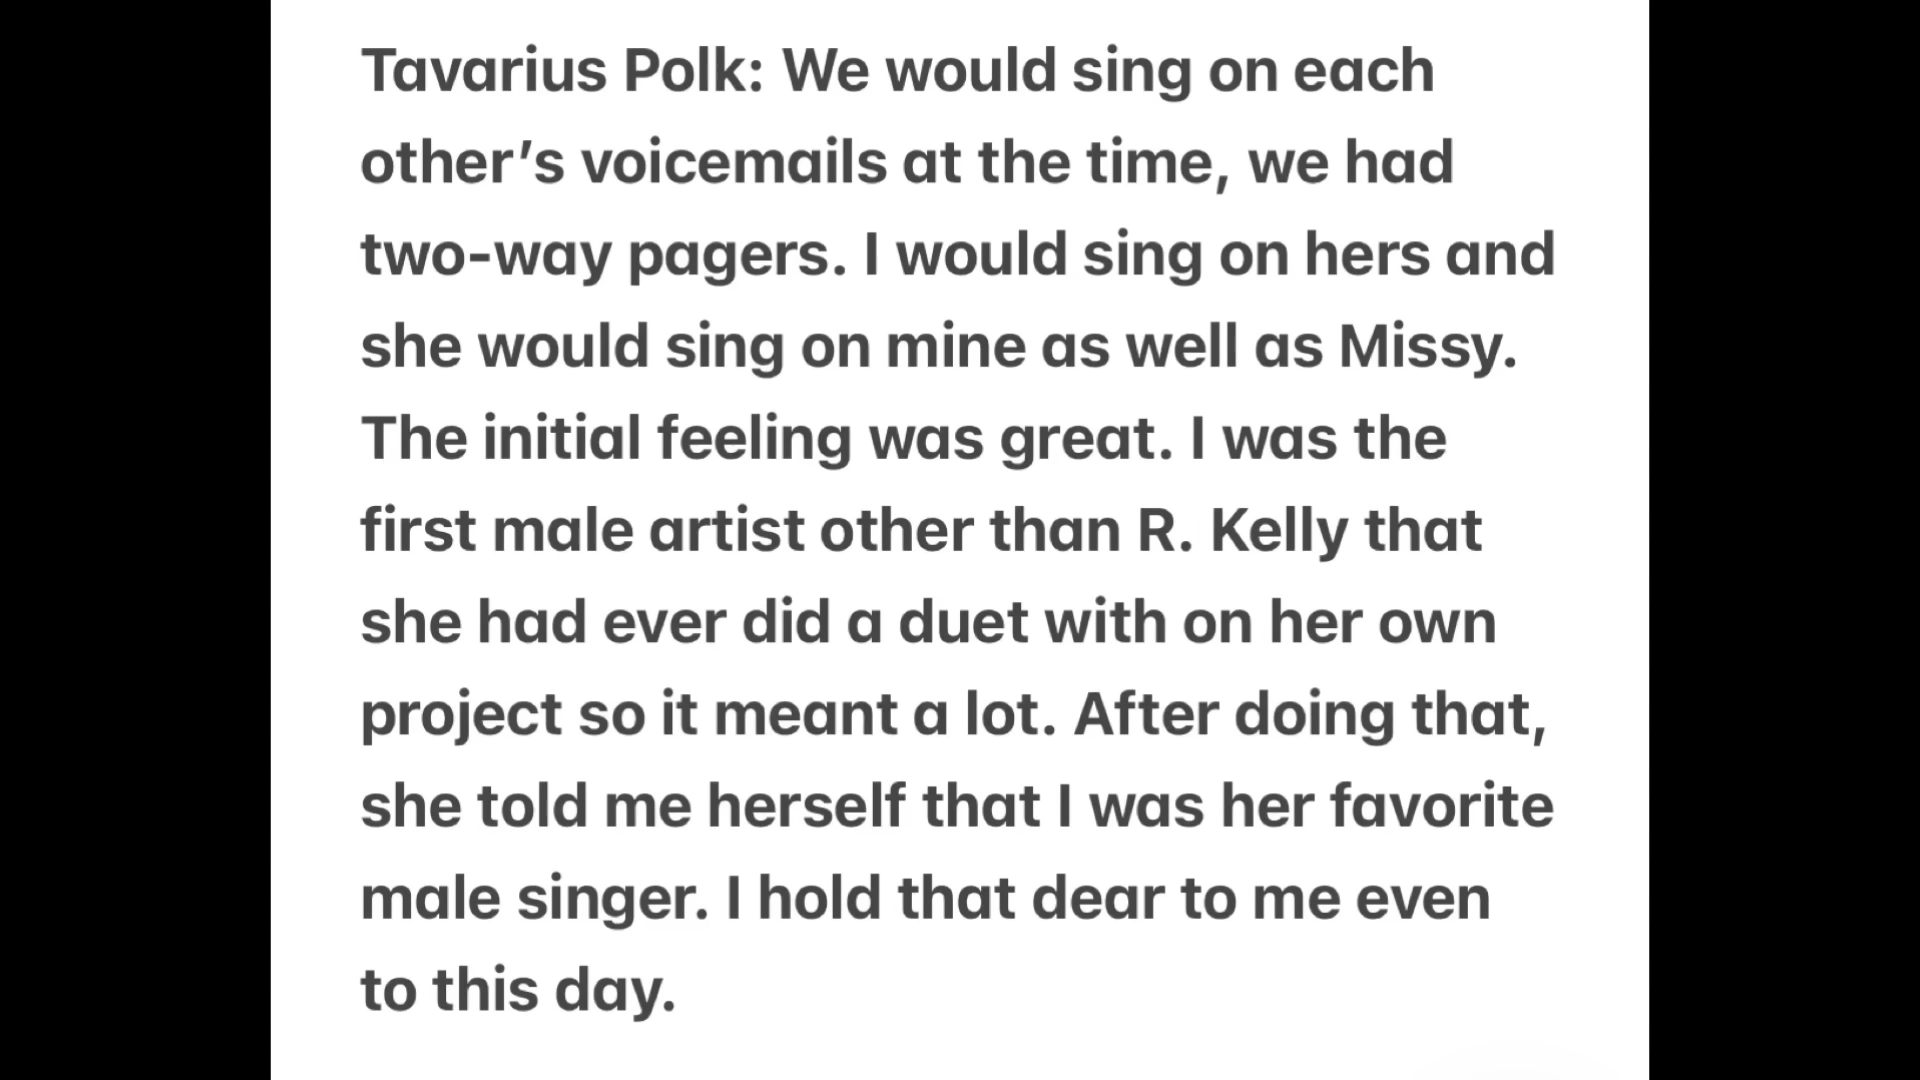 Tavarius Polk: We would sing on each
other’s voicemails at the time, we had
two-way pagers. I would sing on hers and
she would sing on mine as well as Missy.
The initial feeling was great. I was the
first male artist other than R. Kelly that
she had ever did a duet with on her own
project so it meant a lot. After doing that,
she told me herself that I was her favorite
male singer. I hold that dear to me even
to this day.